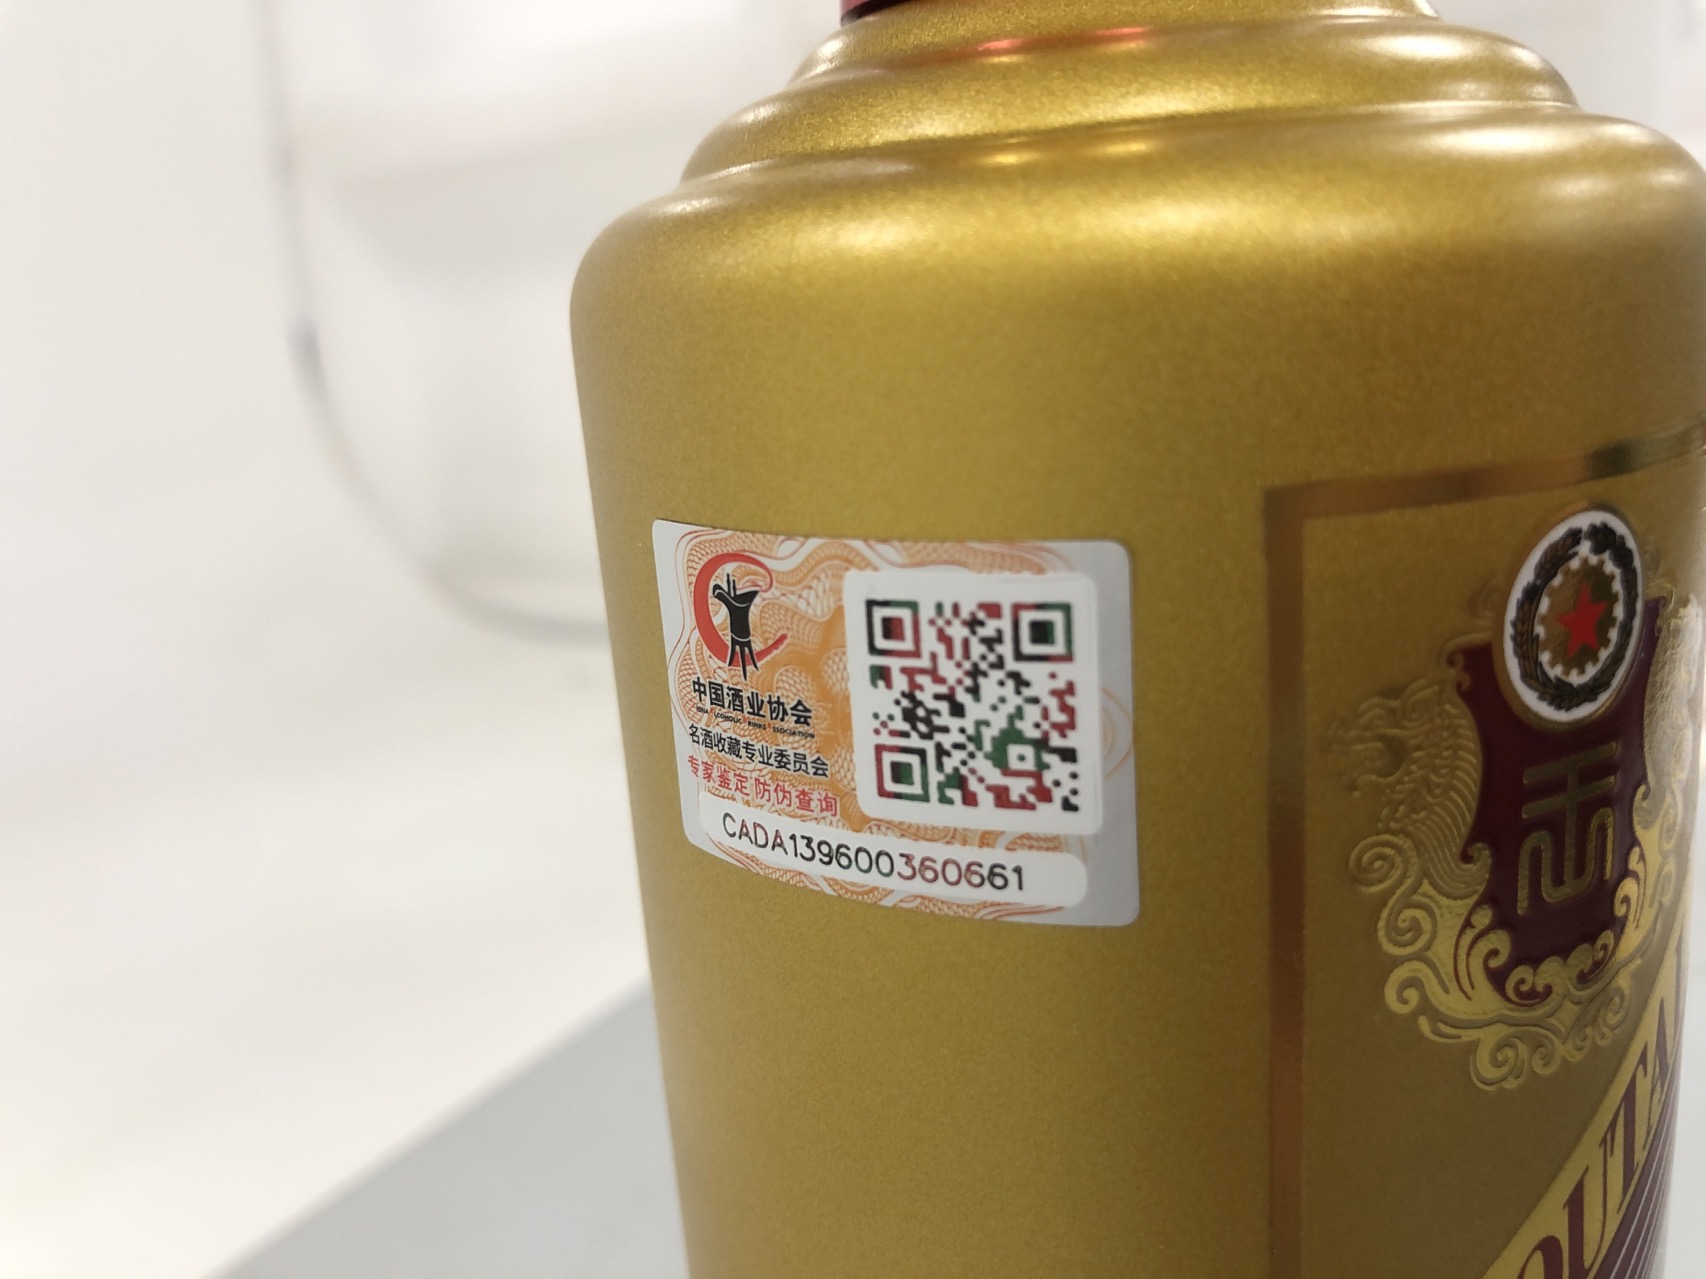 中国酒业协会
名酒收藏专业委员会
专家鉴定 防伪查询
CADA139600360661
OUTA